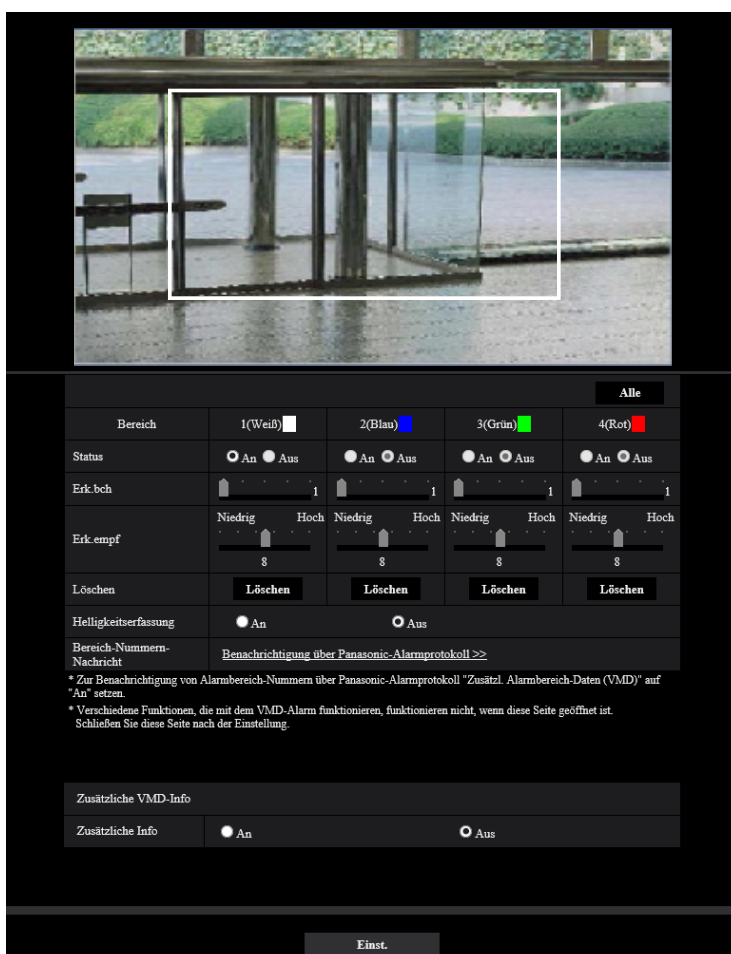 Alle
Bereich 1(Weiß) 2(Blau) 3(Grün) 4(Rot)
Status An Aus An Aus An Aus An Aus
Erk.bch 1 1 1 1
Niedrig Hoch Niedrig Hoch Niedrig Hoch Niedrig Hoch
Erk.empf
8 8 8 8
Löschen Löschen Löschen Löschen Löschen
Helligkeitserfassung An Aus
Bereich-Nummern-
Nachricht Benachrichtigung über Panasonic-Alarmprotokoll >>
* Zur Benachrichtigung von Alarmbereich-Nummern über Panasonic-Alarmprotokoll "Zusätzl. Alarmbereich-Daten (VMD)" auf
"An" setzen.
* Verschiedene Funktionen, die mit dem VMD-Alarm funktionieren, funktionieren nicht, wenn diese Seite geöffnet ist.
Schließen Sie diese Seite nach der Einstellung.
Zusätzliche VMD-Info
Zusätzliche Info An Aus
Einst.